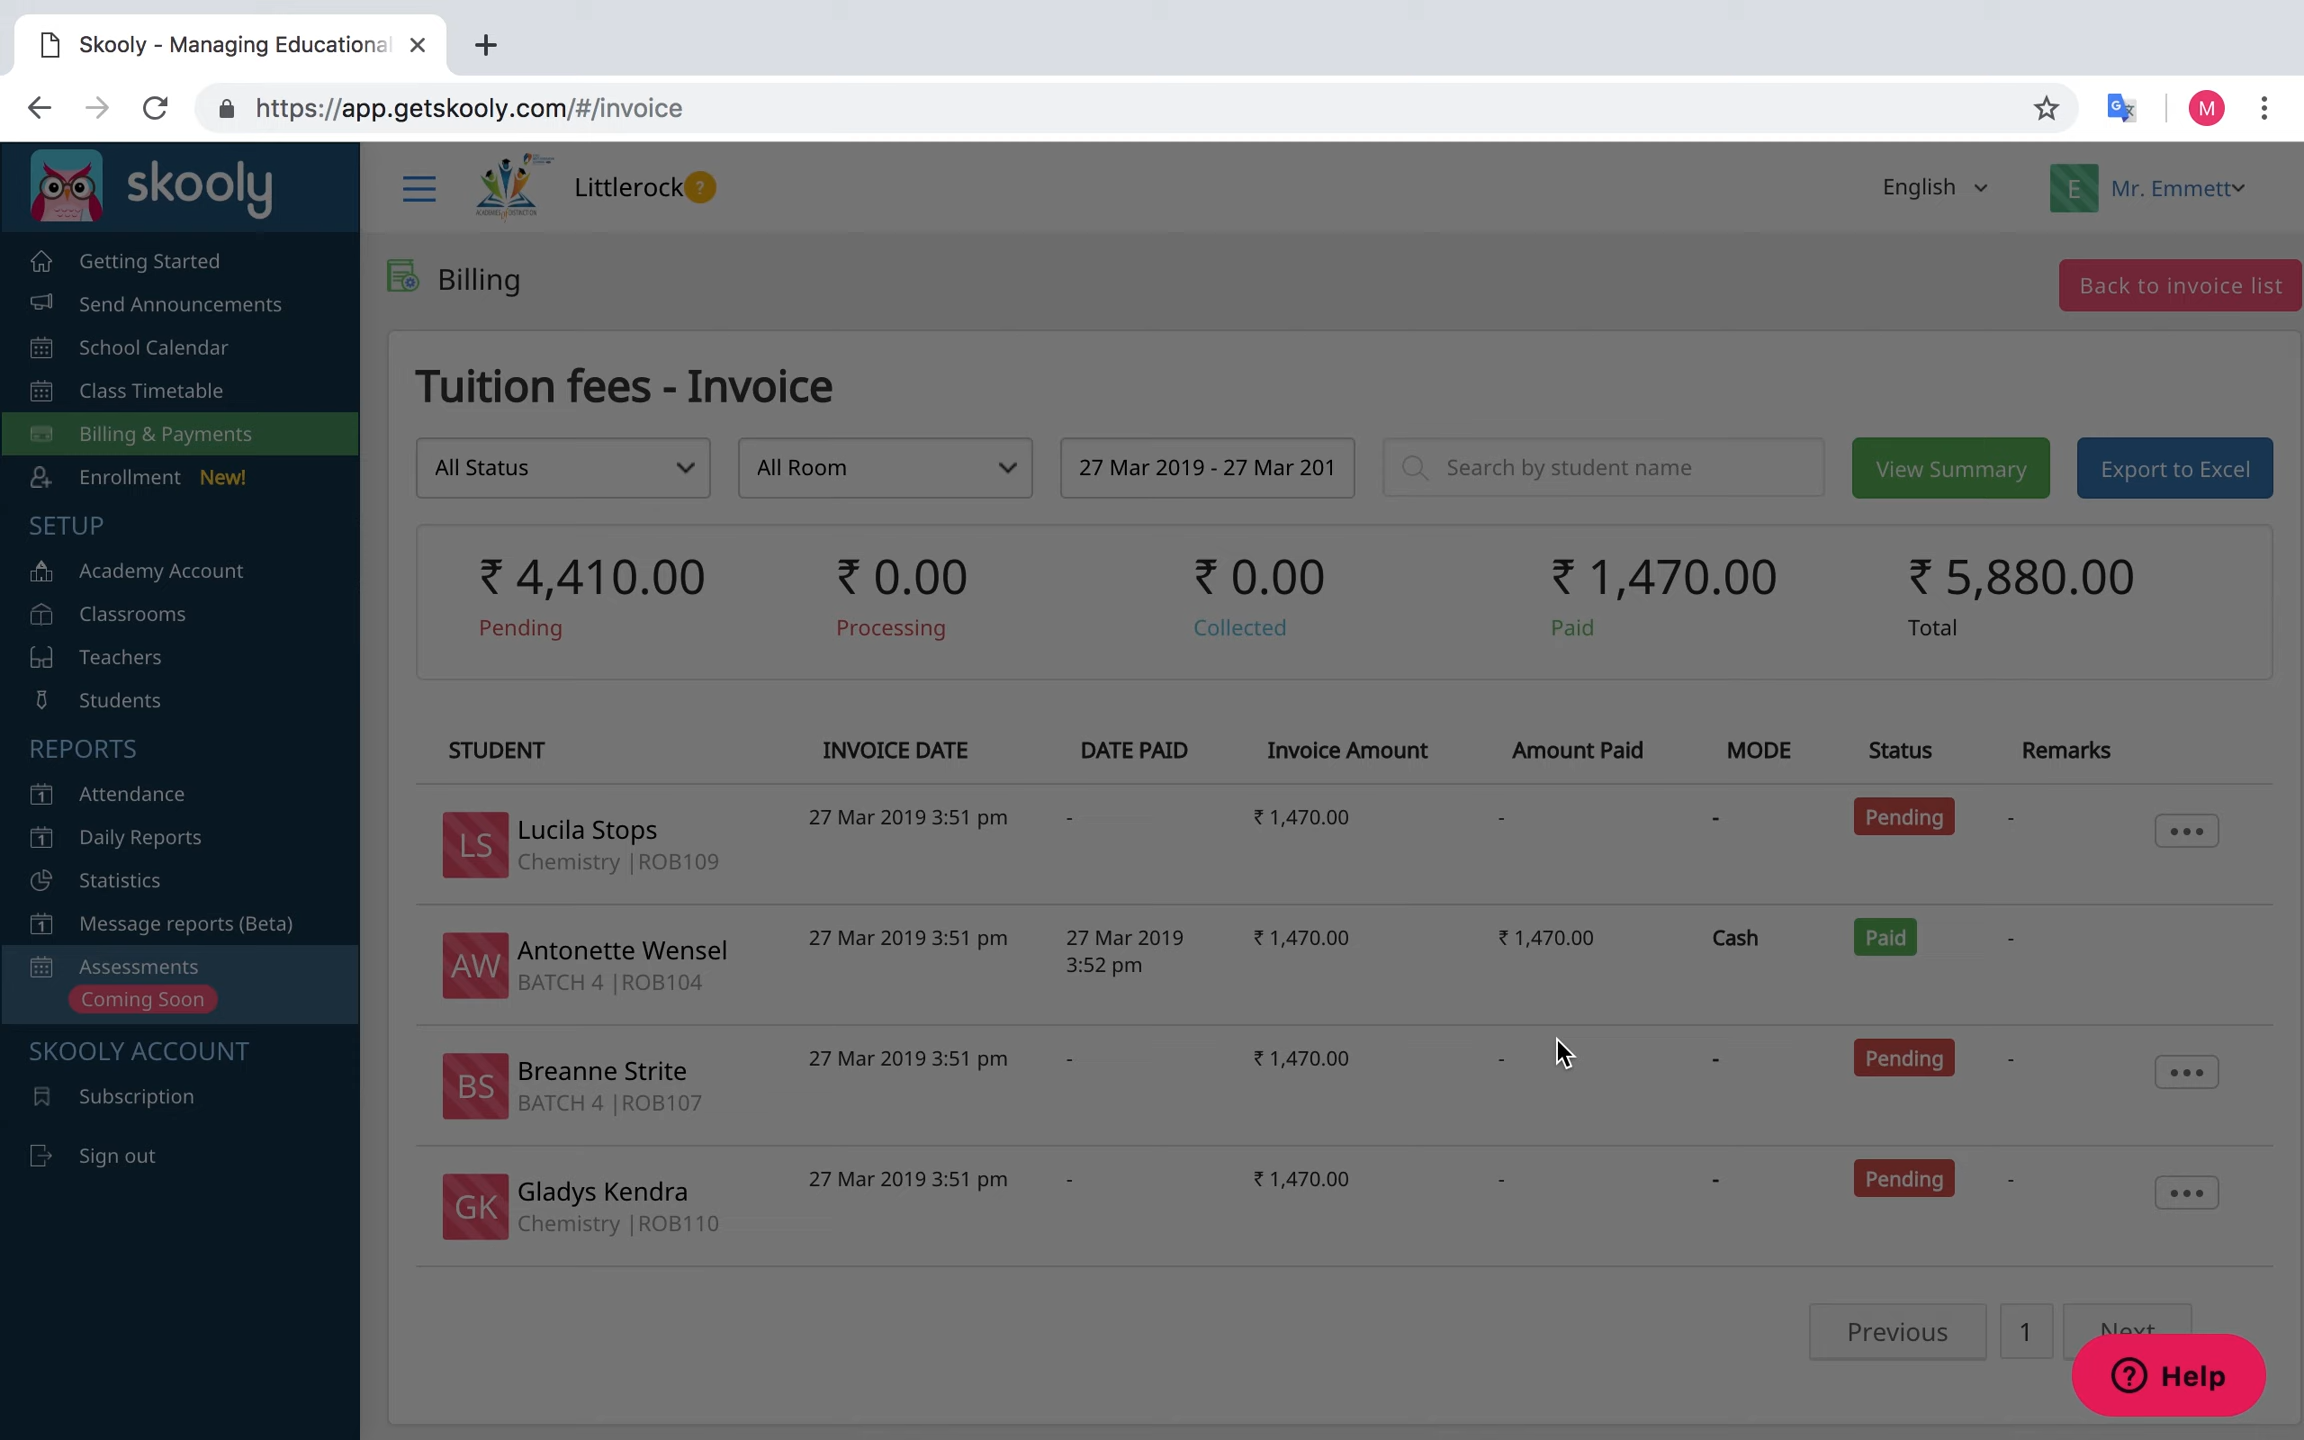 Skooly - Managing Educational
https://app.getskooly.com/#/invoice
M
skooly
Littlerock ?
English
E Mr. Emmett
Getting Started
Send Announcements
School Calendar
Class Timetable
Billing & Payments
Enrollment New!
SETUP
Academy Account
Classrooms
Teachers
Students
REPORTS
Attendance
Daily Reports
Statistics
Message reports (Beta)
Assessments
Coming Soon
SKOOLY ACCOUNT
Subscription
Sign out
Billing
Back to invoice list
Tuition fees - Invoice
All Status
All Room
27 Mar 2019 - 27 Mar 201
Search by student name
View Summary
Export to Excel
₹ 4,410.00 ₹ 0.00 ₹ 0.00 ₹ 1,470.00 ₹ 5,880.00
Pending Processing Collected Paid Total
STUDENT INVOICE DATE DATE PAID Invoice Amount Amount Paid MODE Status Remarks
LS Lucila Stops 27 Mar 2019 3:51 pm - ₹ 1,470.00 - - Pending -
Chemistry |ROB109
AW Antonette Wensel 27 Mar 2019 3:51 pm 27 Mar 2019 ₹ 1,470.00 ₹ 1,470.00 Cash Paid -
BATCH 4 |ROB104 3:52 pm
BS Breanne Strite 27 Mar 2019 3:51 pm - ₹ 1,470.00 - - Pending -
BATCH 4 |ROB107
GK Gladys Kendra 27 Mar 2019 3:51 pm - ₹ 1,470.00 - - Pending -
Chemistry |ROB110
Previous 1 Next
? Help